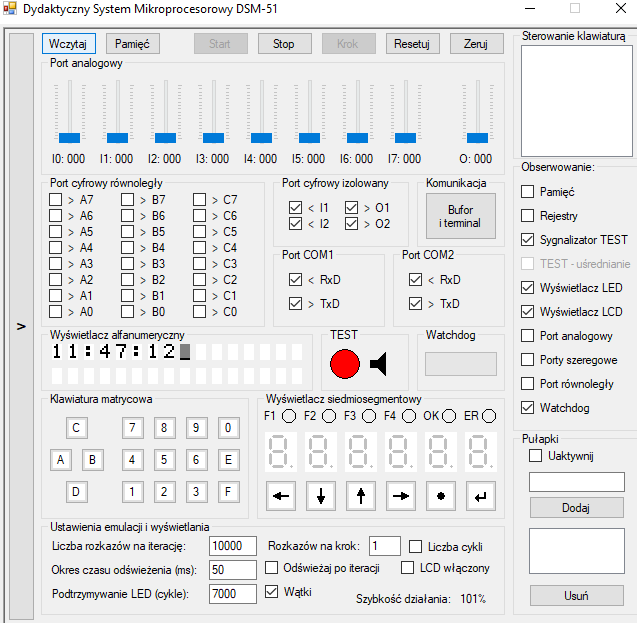 Dydaktyczny System Mikroprocesorowy DSM-51
Wczytaj Pamięć Start Stop Krok Resetuj Zeruj
Port analogowy
I0: 000 I1: 000 I2: 000 I3: 000 I4: 000 I5: 000 I6: 000 I7: 000 O: 000
Port cyfrowy równoległy
> A7 > B7 > C7
> A6 > B6 > C6
> A5 > B5 > C5
> A4 > B4 > C4
> A3 > B3 > C3
> A2 > B2 > C2
> A1 > B1 > C1
> A0 > B0 > C0
Port cyfrowy izolowany
< I1 > O1
< I2 > O2
Komunikacja
Bufor
i terminal
Port COM1
< RxD
> TxD
Port COM2
< RxD
> TxD
>
Wyświetlacz alfanumeryczny
11:47:12
TEST
Watchdog
Klawiatura matrycowa
C 7 8 9 0
A B 4 5 6 E
D 1 2 3 F
Wyświetlacz siedmiosegmentowy
F1 F2 F3 F4 OK ER
Ustawienia emulacji i wyświetlania
Liczba rozkazów na iterację: 10000 Rozkazów na krok: 1 Liczba cykli
Okres czasu odświeżenia (ms): 50 Odświeżaj po iteracji LCD włączony
Podtrzymywanie LED (cykle): 7000 Wątki Szybkość działania: 101%
Sterowanie klawiaturą
Obserwowanie:
Pamięć
Rejestry
Sygnalizator TEST
TEST - uśrednianie
Wyświetlacz LED
Wyświetlacz LCD
Port analogowy
Porty szeregowe
Port równoległy
Watchdog
Pułapki
Uaktywnij
Dodaj
Usuń